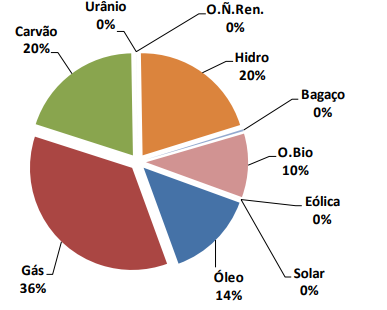 Urânio
0%
O.Ñ.Ren.
0%
Carvão
20%
Hidro
20%
Bagaço
0%
O.Bio
10%
Eólica
0%
Solar
0%
Óleo
14%
Gás
36%